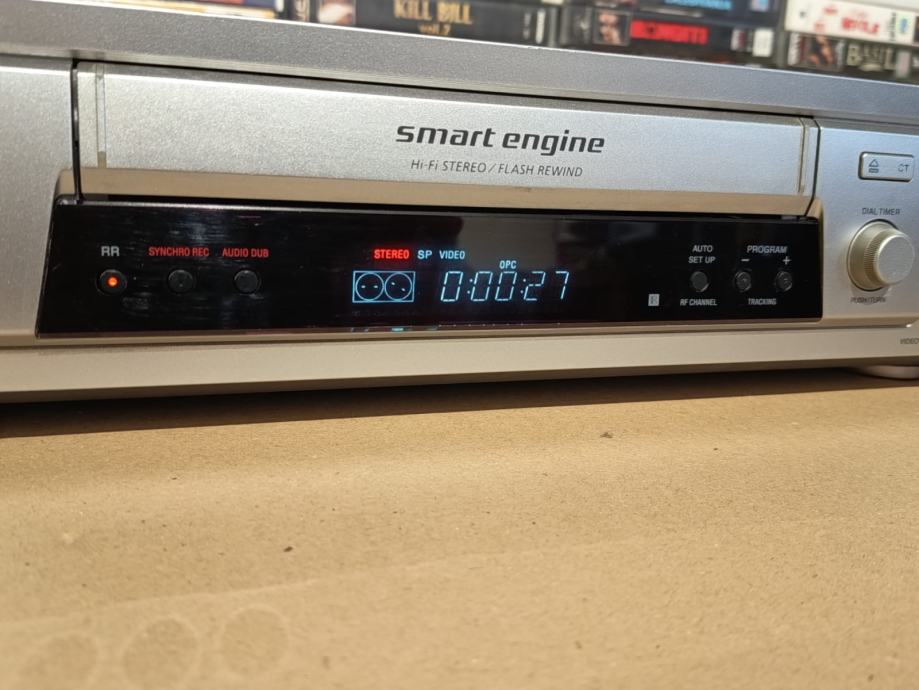 KILL BILL
vol.2
smart engine
Hi-Fi STEREO / FLASH REWIND
DIAL TIMER
PUSH/TURN
RR
SYNCHRO REC
AUDIO DUB
STEREO SP VIDEO
OPC
0:00:27
AUTO
SET UP
RF CHANNEL
PROGRAM
- +
TRACKING
VIDEO